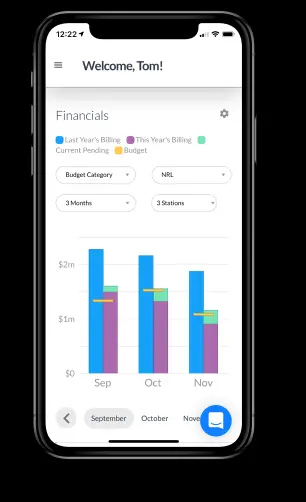 12:22
Welcome, Tom!
Financials
Last Year's Billing This Year's Billing
Current Pending Budget
Budget Category NRL
3 Months 3 Stations
$2m
$1m
$0
Sep Oct Nov
September October Nove